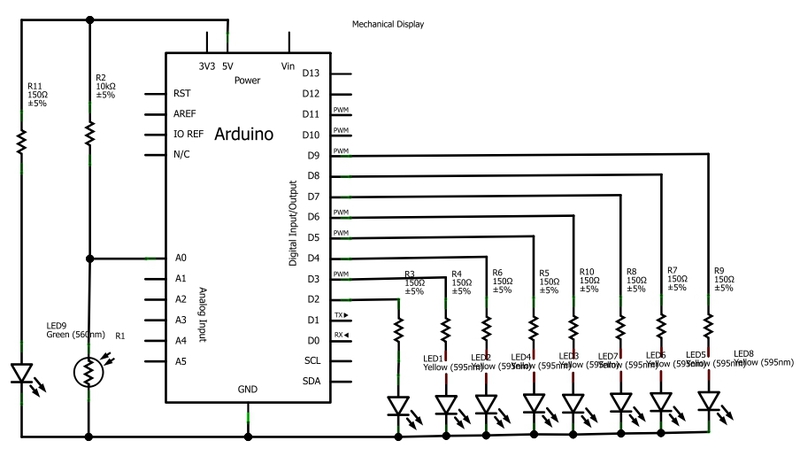 Mechanical Display
3V3 5V Vin
Power
D13
R11
150Ω
±5%
R2
10kΩ
±5%
RST
D12
AREF
D11 PWM
IO REF
Arduino
D10 PWM
N/C
D9 PWM
D8
D7
Digital Input/Output
D6 PWM
D5 PWM
A0
D4
A1
D3 PWM
R3
150Ω
±5%
R4
150Ω
±5%
R6
150Ω
±5%
R5
150Ω
±5%
R10
150Ω
±5%
R8
150Ω
±5%
R7
150Ω
±5%
R9
150Ω
±5%
A2
D2
Analog Input
A3
D1 TX
A4
D0 RX
A5
SCL
SDA
GND
LED9
Green (560nm)
R1
LED1
Yellow (595nm)
LED2
Yellow (595nm)
LED4
Yellow (595nm)
LED3
Yellow (595nm)
LED7
Yellow (595nm)
LED6
Yellow (595nm)
LED5
Yellow (595nm)
LED8
Yellow (595nm)